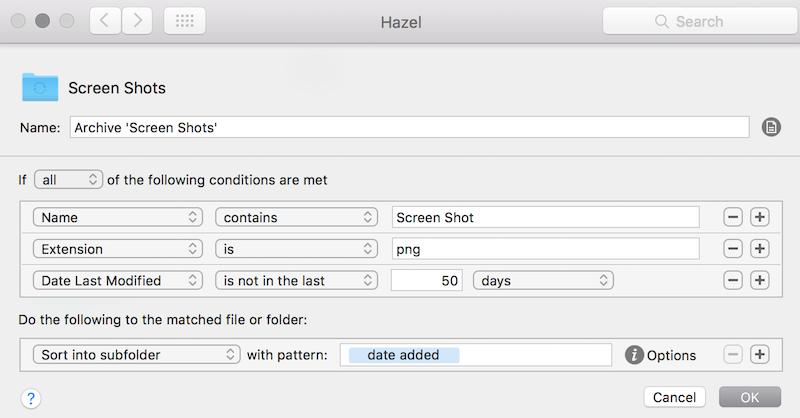 Hazel
Search
Screen Shots
Name: Archive 'Screen Shots'
If all of the following conditions are met
Name contains Screen Shot
Extension is png
Date Last Modified is not in the last 50 days
Do the following to the matched file or folder:
Sort into subfolder with pattern: date added Options
? Cancel OK